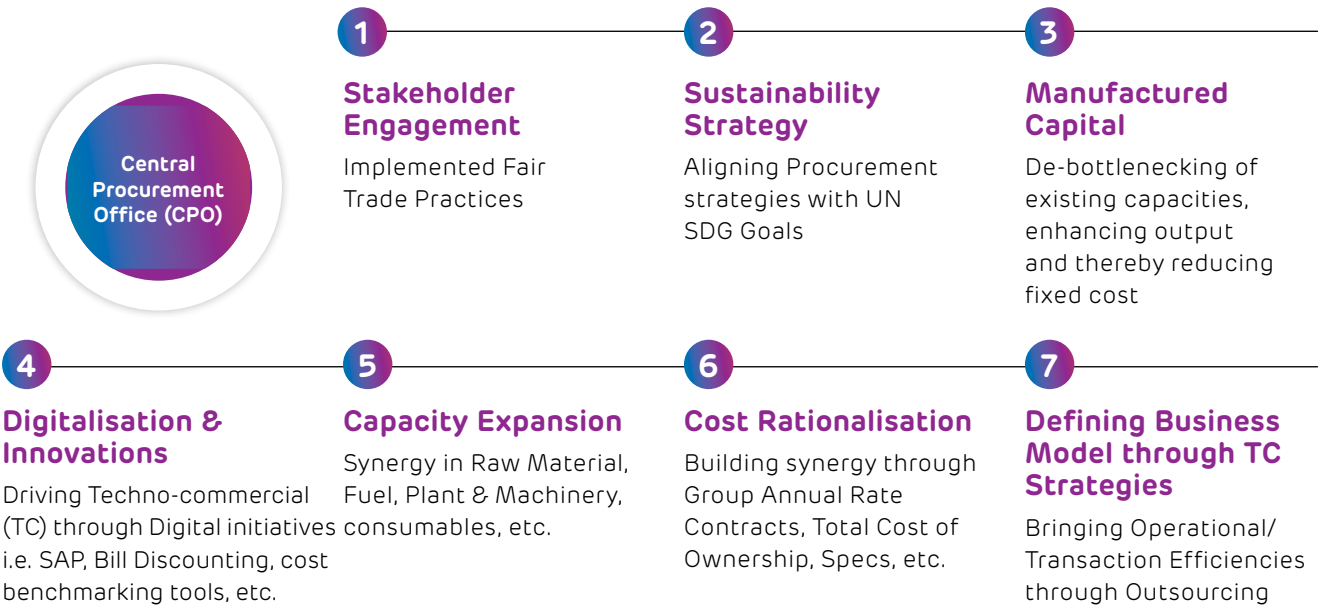 Central
Procurement
Office (CPO)
1
Stakeholder
Engagement
Implemented Fair
Trade Practices
2
Sustainability
Strategy
Aligning Procurement
strategies with UN
SDG Goals
3
Manufactured
Capital
De-bottlenecking of
existing capacities,
enhancing output
and thereby reducing
fixed cost
4
Digitalisation &
Innovations
Driving Techno-commercial
(TC) through Digital initiatives
i.e. SAP, Bill Discounting, cost
benchmarking tools, etc.
5
Capacity Expansion
Synergy in Raw Material,
Fuel, Plant & Machinery,
consumables, etc.
6
Cost Rationalisation
Building synergy through
Group Annual Rate
Contracts, Total Cost of
Ownership, Specs, etc.
7
Defining Business
Model through TC
Strategies
Bringing Operational/
Transaction Efficiencies
through Outsourcing